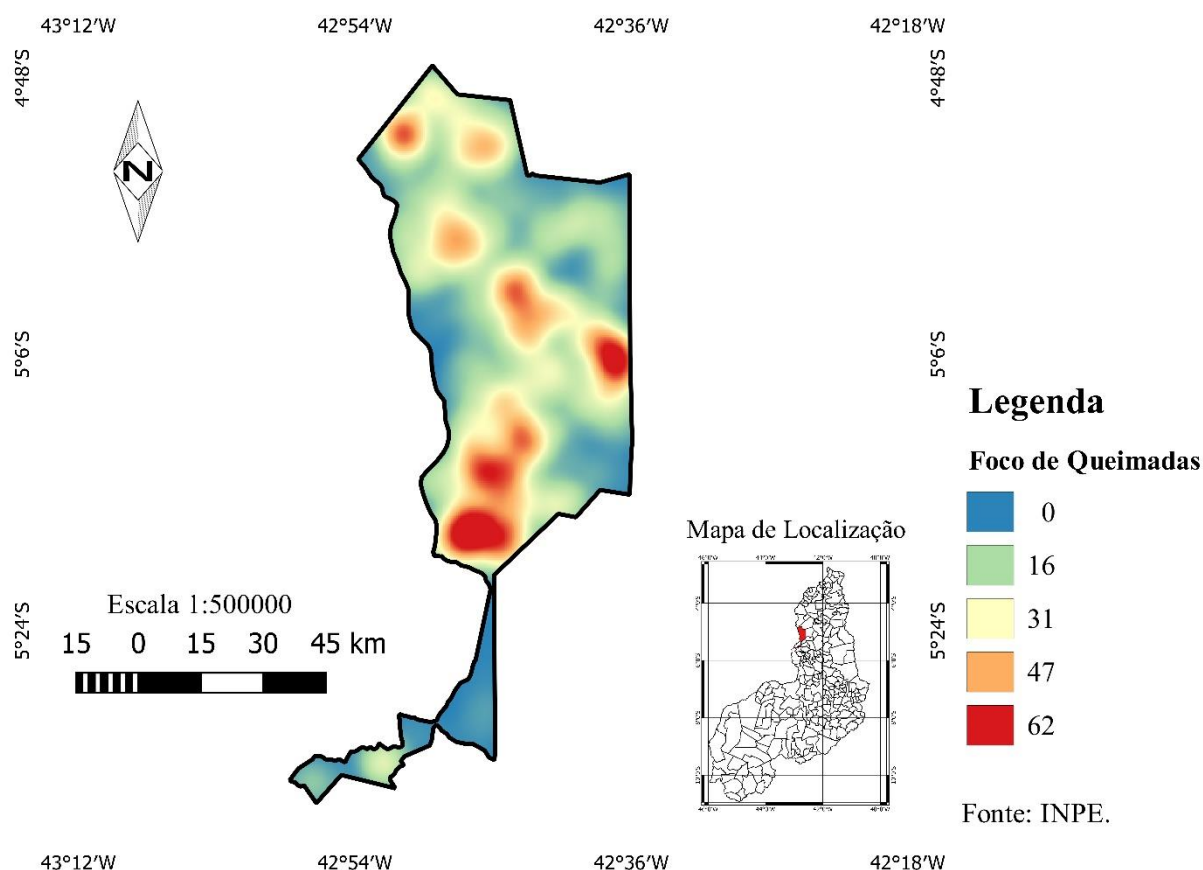 43°12'W 42°54'W 42°36'W 42°18'W
4°48'S 4°48'S
N
5°6'S 5°6'S
Legenda
Foco de Queimadas
0
16
31
47
62
Mapa de Localização
Escala 1:500000
15 0 15 30 45 km
5°24'S 5°24'S
Fonte: INPE.
43°12'W 42°54'W 42°36'W 42°18'W